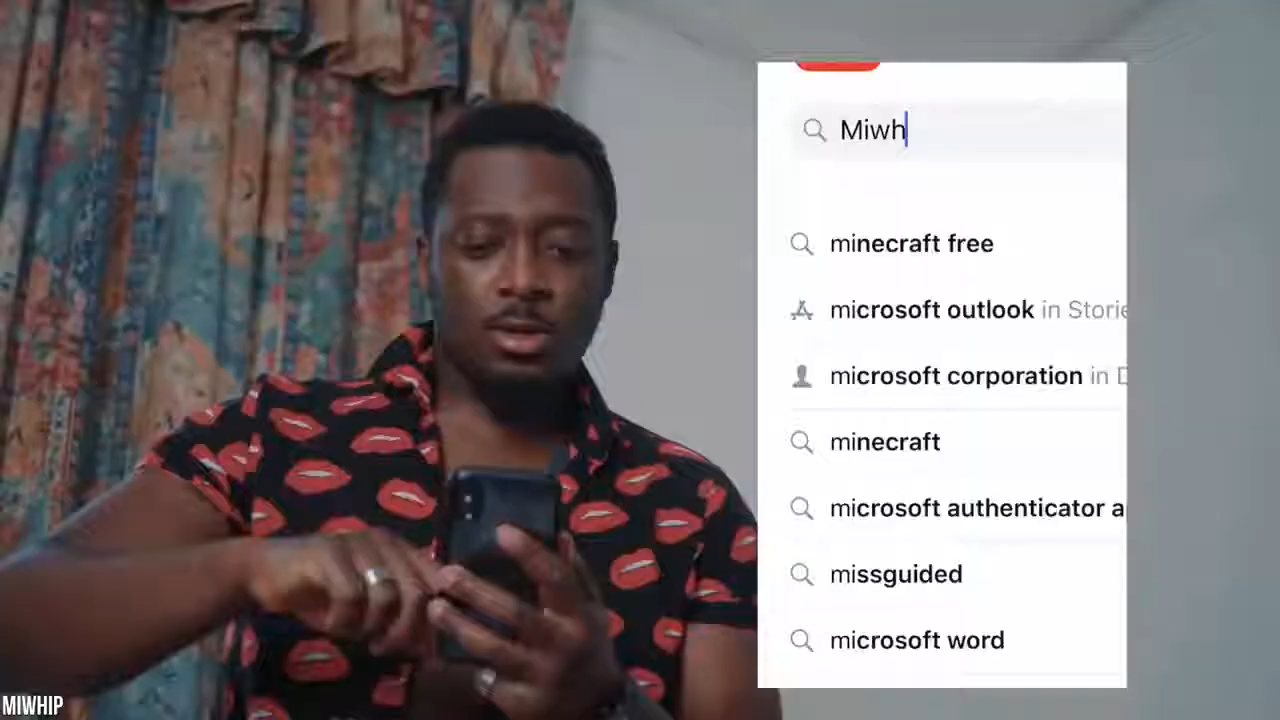 Miwh
minecraft free
microsoft outlook in Storie
microsoft corporation in D
minecraft
microsoft authenticator a
missguided
microsoft word
MIWHIP